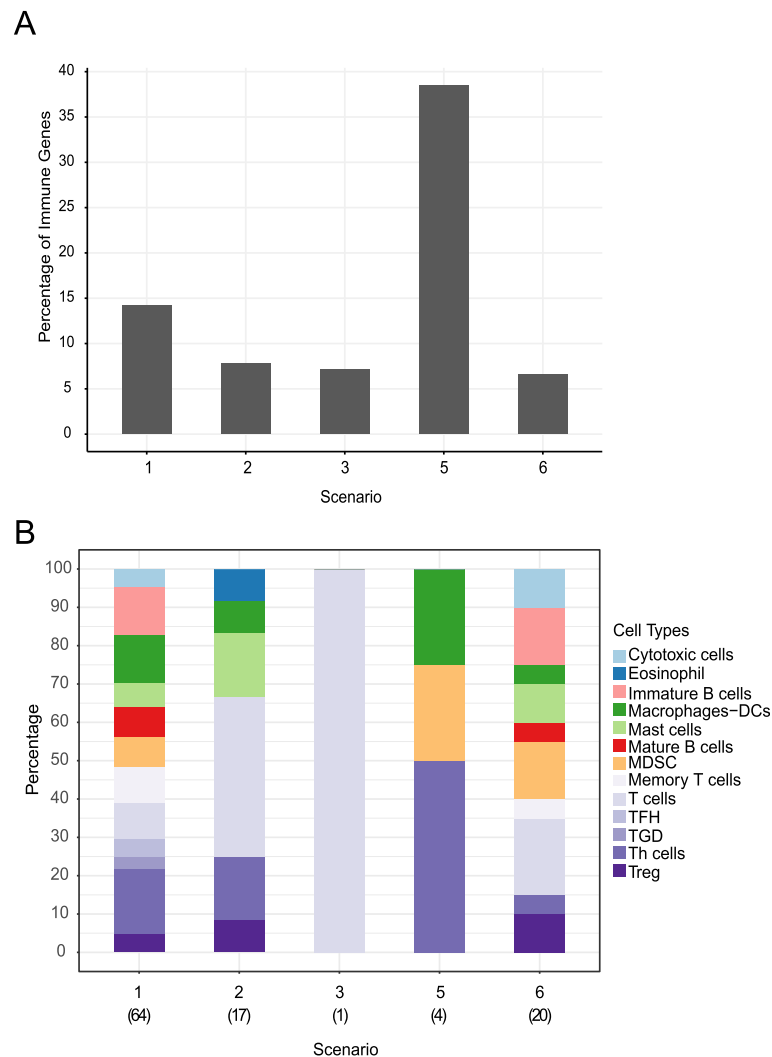 A
Percentage of Immune Genes
40
35
30
25
20
15
10
5
0
1 2 3 5 6
Scenario
B
Percentage
100
90
80
70
60
50
40
30
20
10
0
1 2 3 5 6
(64) (17) (1) (4) (20)
Scenario
Cell Types
Cytotoxic cells
Eosinophil
Immature B cells
Macrophages−DCs
Mast cells
Mature B cells
MDSC
Memory T cells
T cells
TFH
TGD
Th cells
Treg